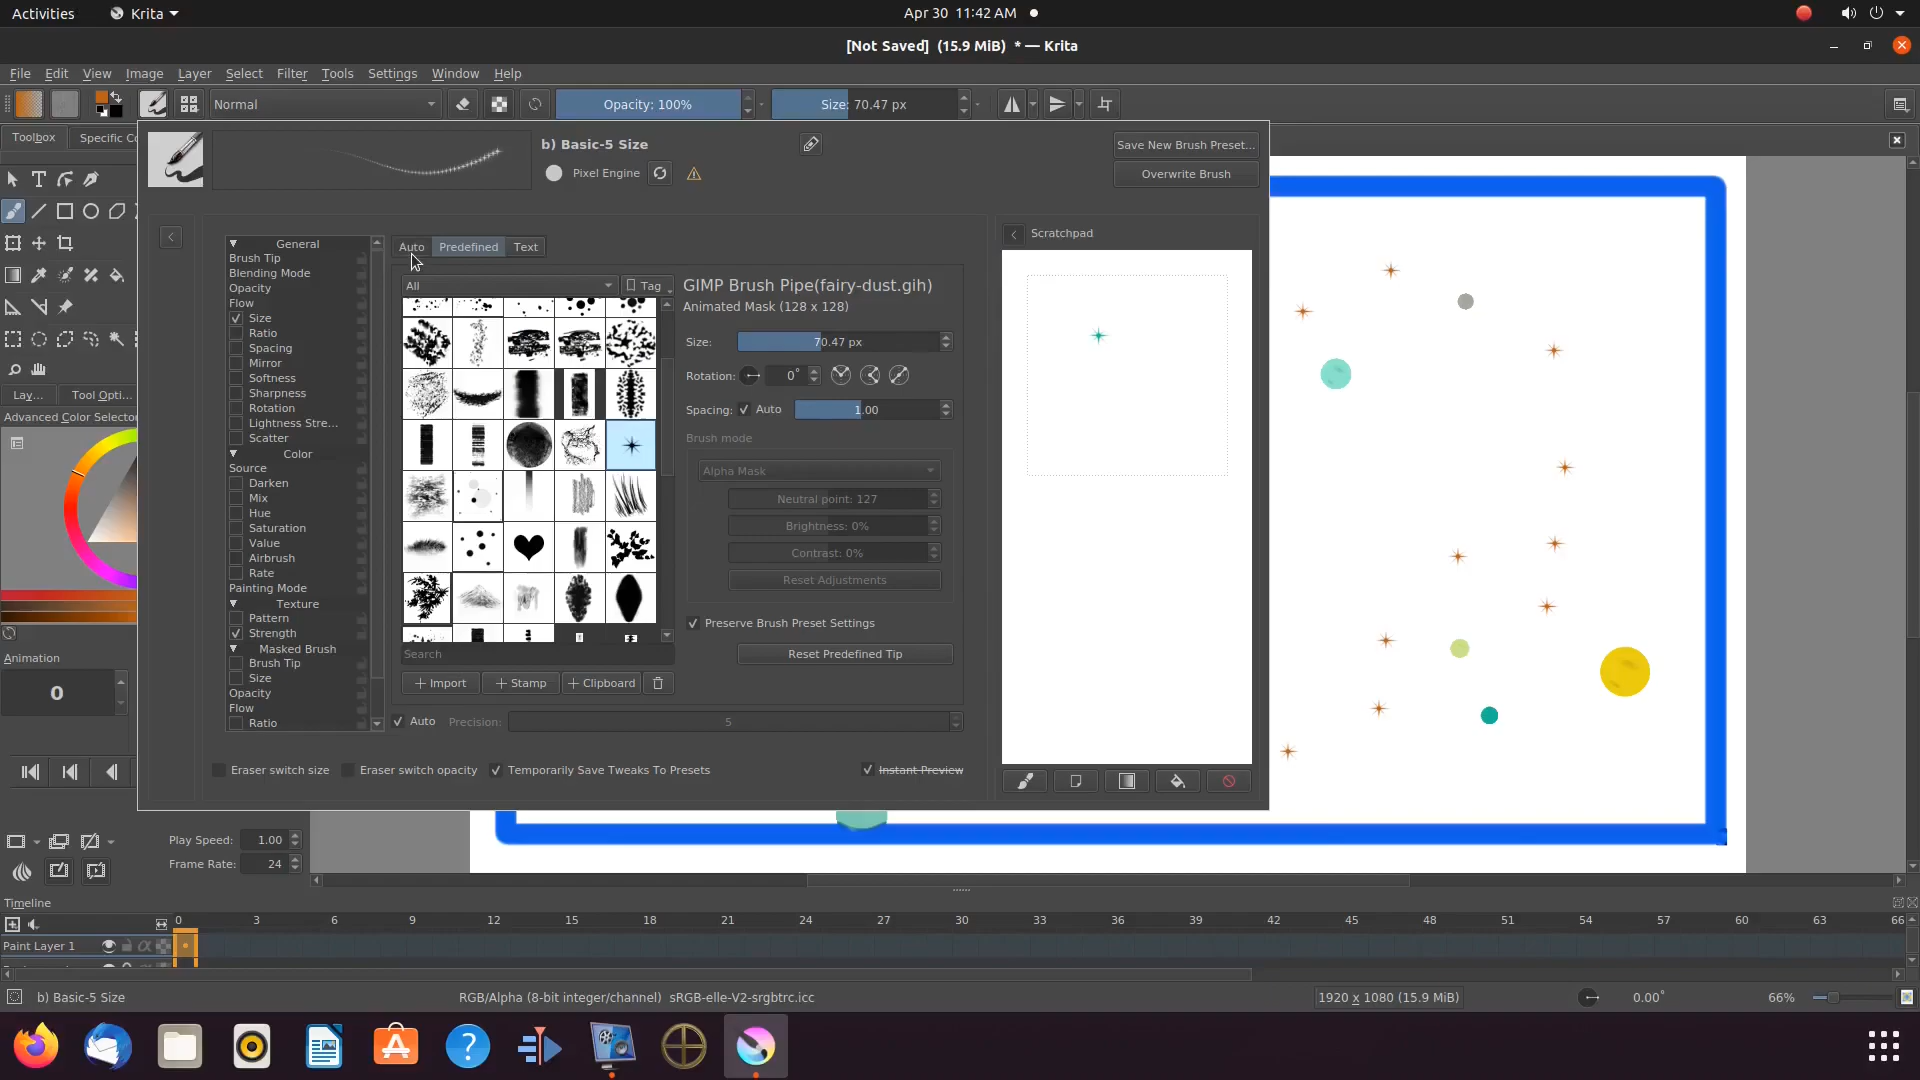 Activities
Krita
Apr 30 11:42 AM
[Not Saved] (15.9 MiB) * — Krita
File Edit View Image Layer Select Filter Tools Settings Window Help
Normal
Opacity: 100%
Size: 70.47 px
Toolbox
Specific Co
b) Basic-5 Size
Pixel Engine
Save New Brush Preset...
Overwrite Brush
General
Brush Tip
Blending Mode
Opacity
Flow
Size
Ratio
Spacing
Mirror
Softness
Sharpness
Rotation
Lightness Stre...
Scatter
Color
Source
Darken
Mix
Hue
Saturation
Value
Airbrush
Rate
Painting Mode
Texture
Pattern
Strength
Masked Brush
Brush Tip
Size
Opacity
Flow
Ratio
Auto Predefined Text
All
Tag
GIMP Brush Pipe(fairy-dust.gih)
Animated Mask (128 x 128)
Size: 70.47 px
Rotation: 0°
Spacing: Auto 1.00
Brush mode
Alpha Mask
Neutral point: 127
Brightness: 0%
Contrast: 0%
Reset Adjustments
Preserve Brush Preset Settings
Search
Reset Predefined Tip
Import
Stamp
Clipboard
Auto Precision: 5
Eraser switch size
Eraser switch opacity
Temporarily Save Tweaks To Presets
Instant Preview
Scratchpad
Lay...
Tool Opti...
Advanced Color Selector
Animation
0
Play Speed: 1.00
Frame Rate: 24
Timeline
0 3 6 9 12 15 18 21 24 27 30 33 36 39 42 45 48 51 54 57 60 63 66
Paint Layer 1
b) Basic-5 Size
RGB/Alpha (8-bit integer/channel) sRGB-elle-V2-srgbtrc.icc
1920 x 1080 (15.9 MiB)
0.00°
66%